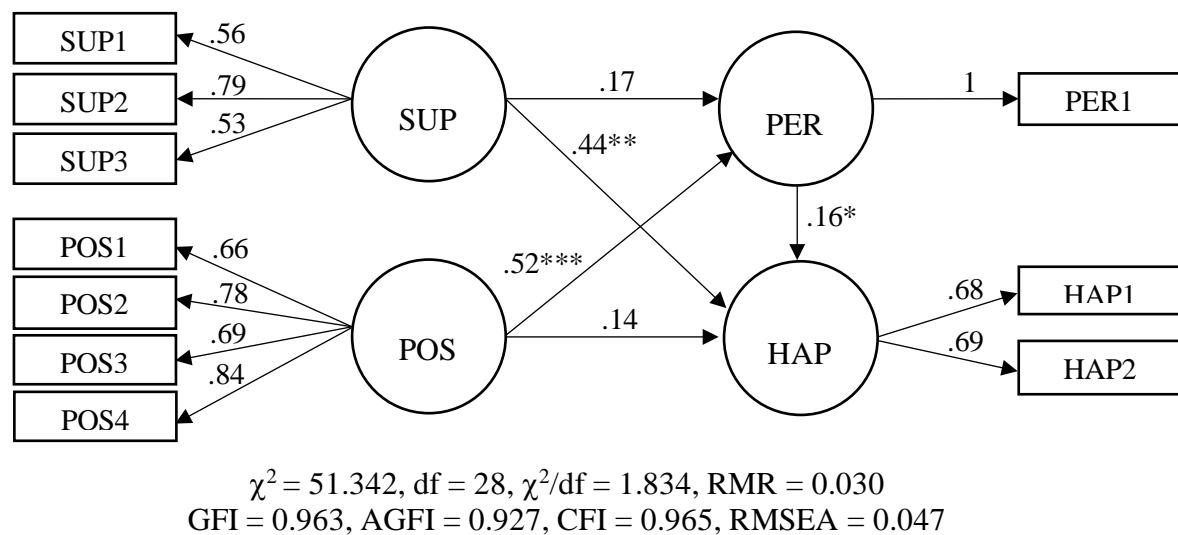 SUP1
SUP2
SUP3
.56
.79
.53
SUP
.17
.44**
PER
1
PER1
.16*
POS1
POS2
POS3
POS4
.66
.78
.69
.84
POS
.52***
.14
HAP
.68
.69
HAP1
HAP2
χ² = 51.342, df = 28, χ²/df = 1.834, RMR = 0.030
GFI = 0.963, AGFI = 0.927, CFI = 0.965, RMSEA = 0.047